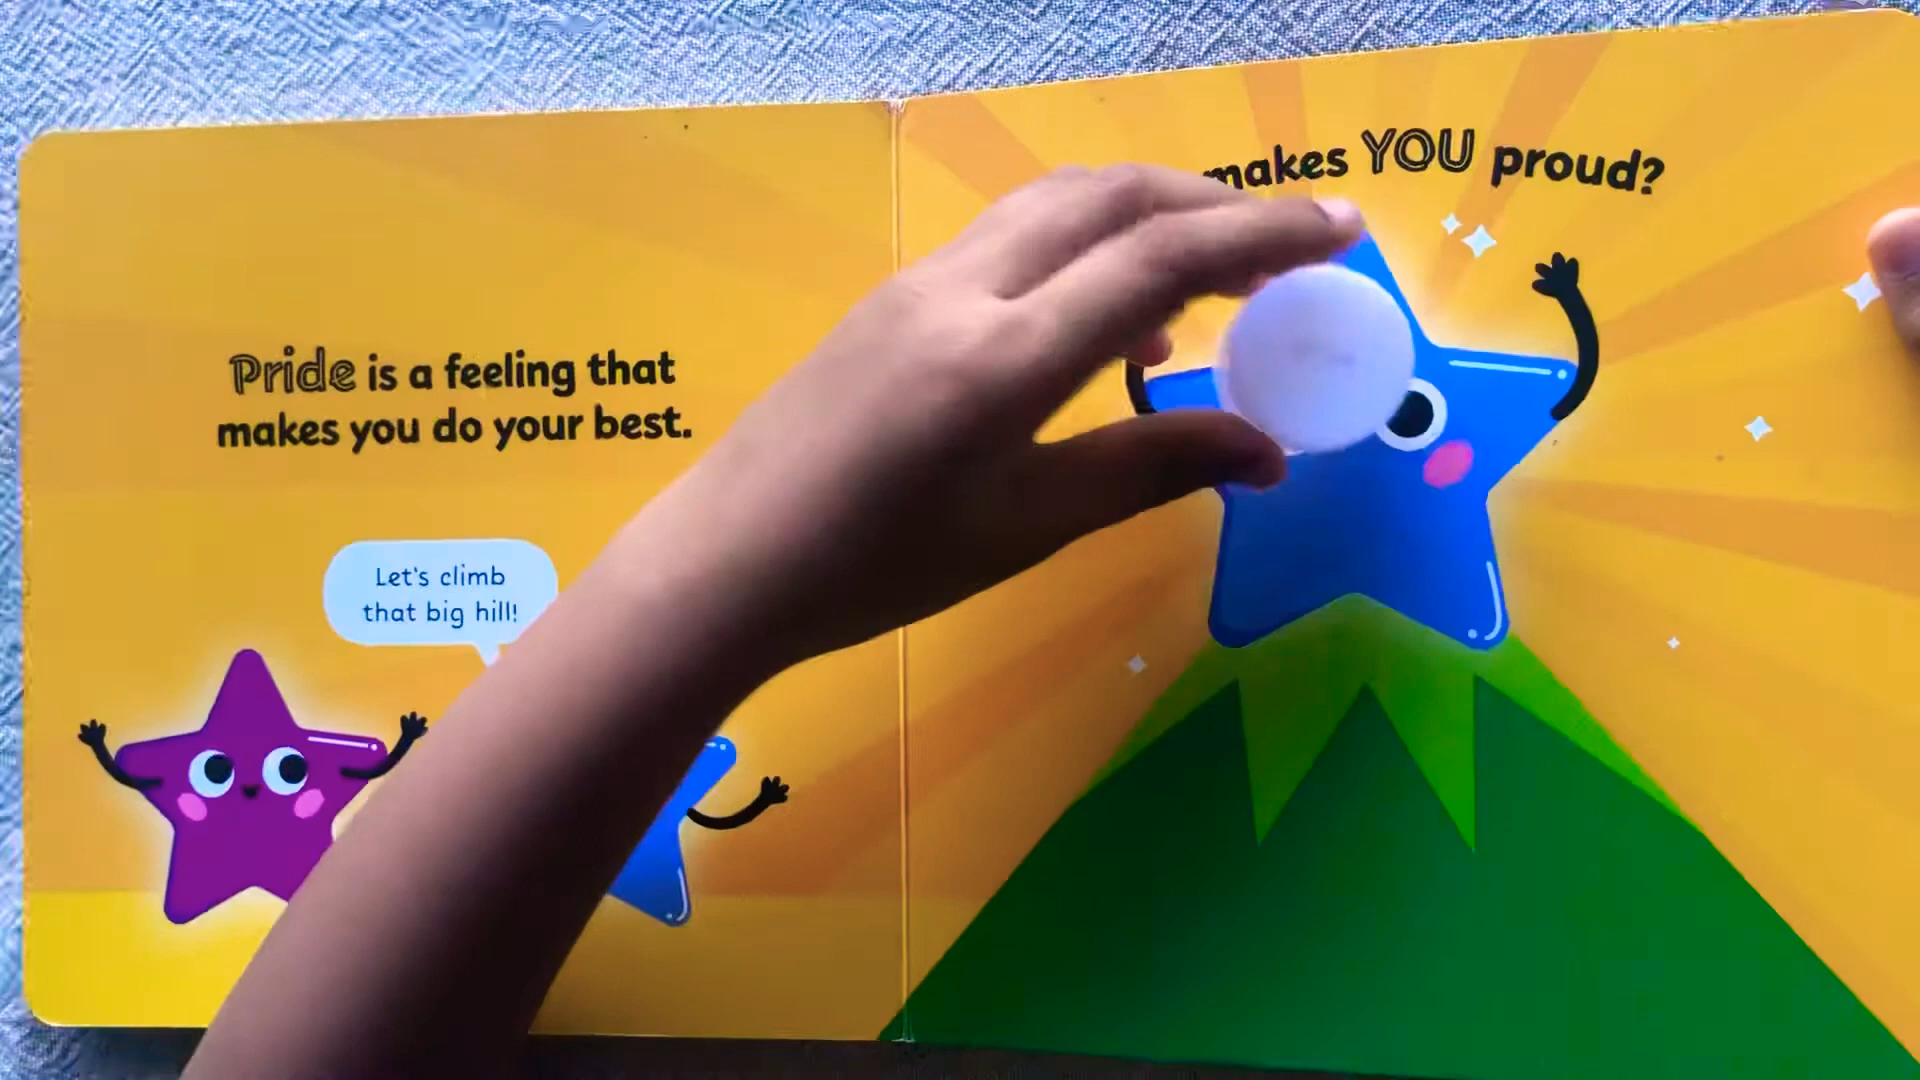 Pride is a feeling that
makes you do your best.
Let's climb
that big hill!
makes YOU proud?